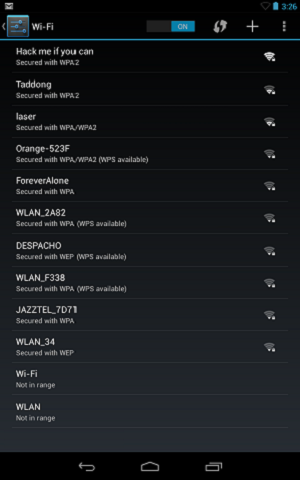 3:26
Wi-Fi ON
Hack me if you can
Secured with WPA2
Taddong
Secured with WPA2
laser
Secured with WPA/WPA2
Orange-523F
Secured with WPA/WPA2 (WPS available)
ForeverAlone
Secured with WPA
WLAN_2A82
Secured with WPA (WPS available)
DESPACHO
Secured with WEP (WPS available)
WLAN_F338
Secured with WPA (WPS available)
JAZZTEL_7D71
Secured with WPA
WLAN_34
Secured with WEP
Wi-Fi
Not in range
WLAN
Not in range